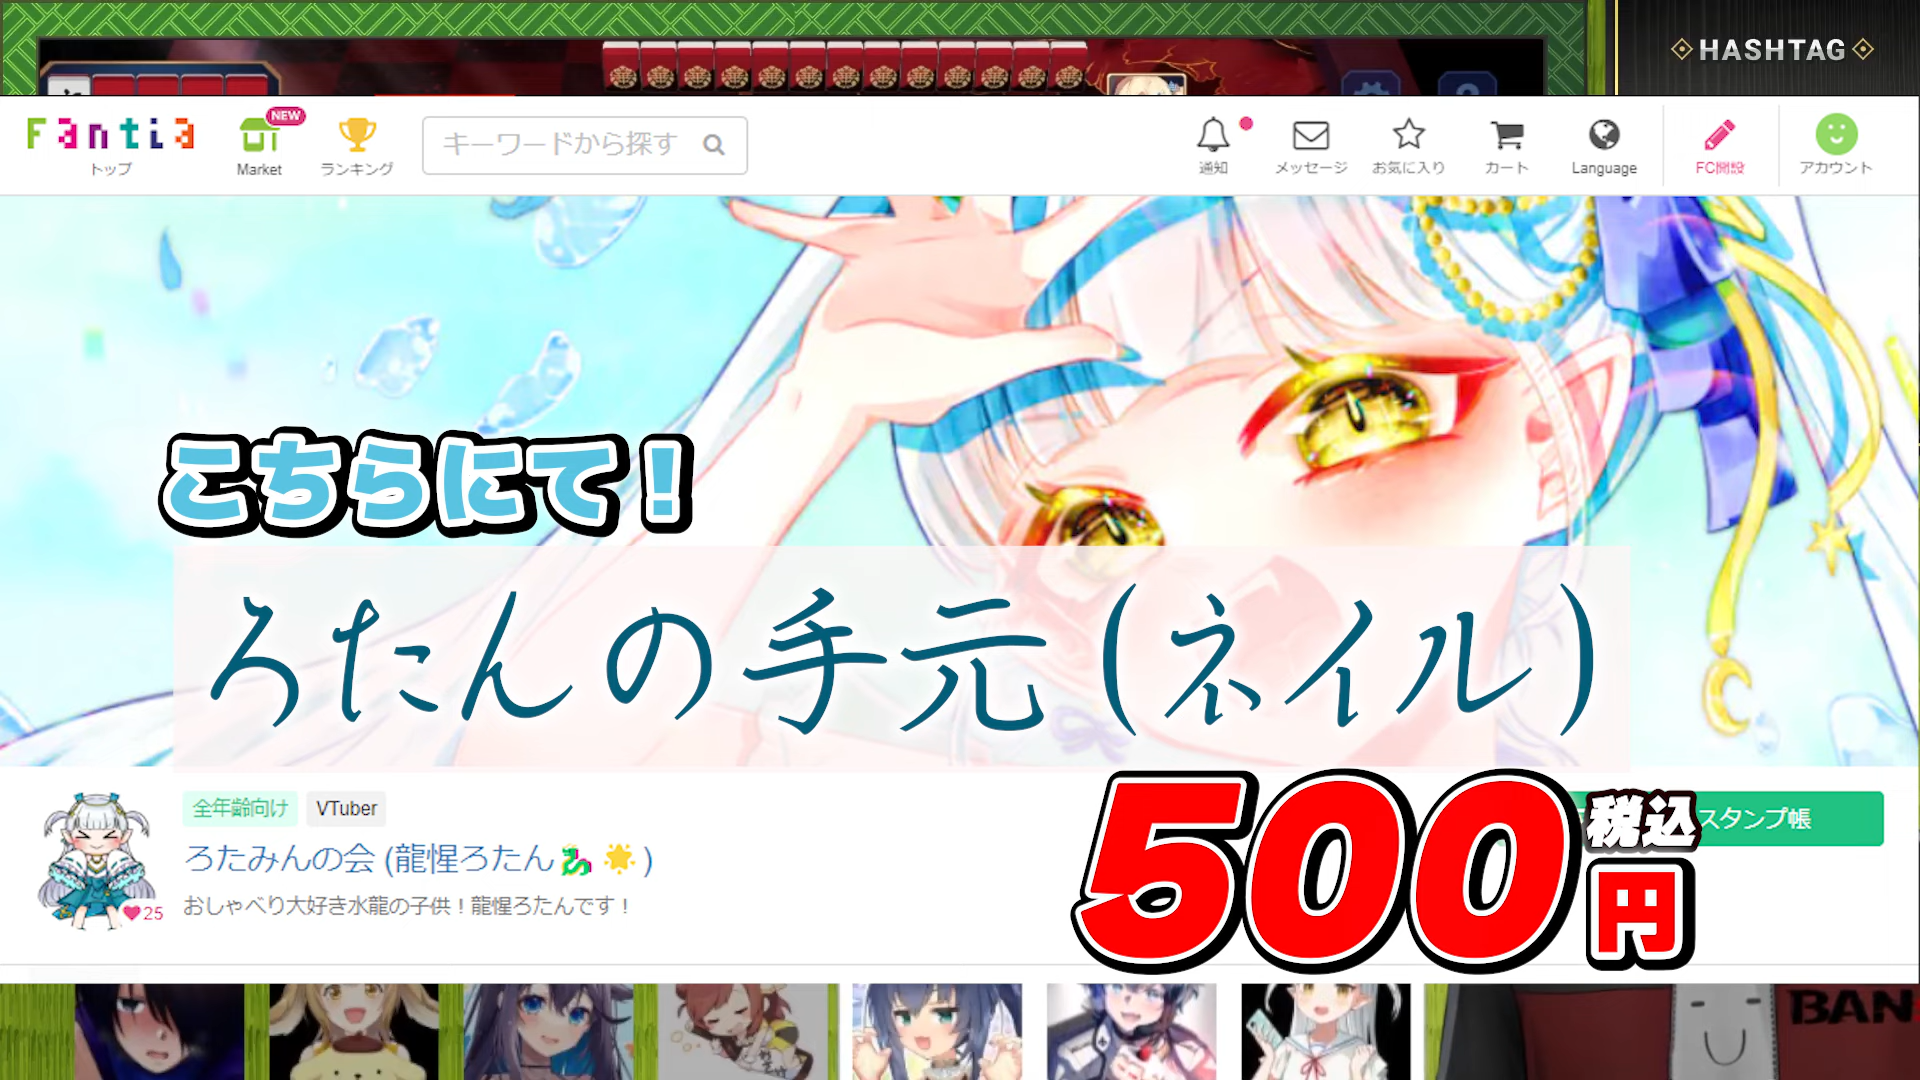 HASHTAG
Fantia
トップ
NEW
Market
ランキング
キーワードから探す
通知
メッセージ
お気に入り
カート
Language
FC開設
アカウント
こちらにて!
ろたんの手元(ネイル)
全年齢向け
VTuber
ろたみんの会 (龍惺ろたん🐉🌟)
25
おしゃべり大好き水龍の子供!龍惺ろたんです!
500円
税込
スタンプ帳
BAN